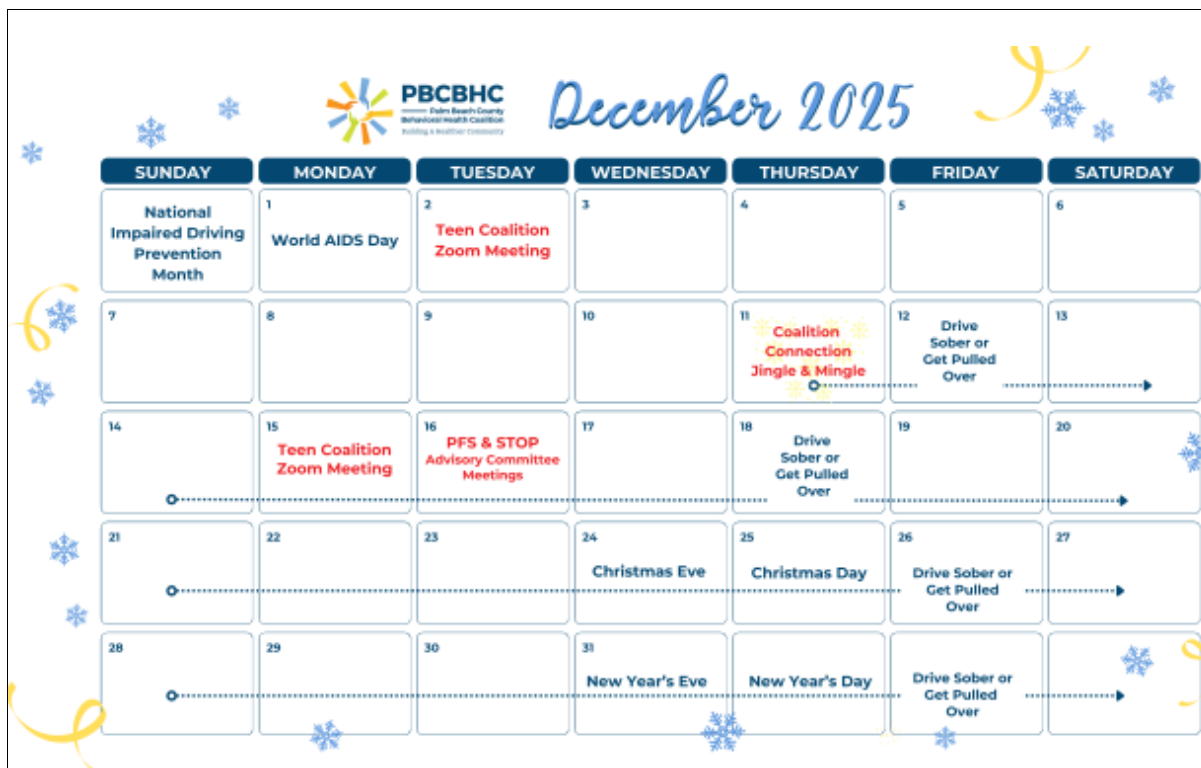 PBCBHC
Palm Beach County
Behavioral Health Coalition
Building a Healthier Community
December 2025
SUNDAY MONDAY TUESDAY WEDNESDAY THURSDAY FRIDAY SATURDAY
National
Impaired Driving
Prevention
Month
1
World AIDS Day
2
Teen Coalition
Zoom Meeting
3
4
5
6
7
8
9
10
11
Coalition
Connection
Jingle & Mingle
12
Drive
Sober or
Get Pulled
Over
13
14
15
Teen Coalition
Zoom Meeting
16
PFS & STOP
Advisory Committee
Meetings
17
18
Drive
Sober or
Get Pulled
Over
19
20
21
22
23
24
Christmas Eve
25
Christmas Day
26
Drive Sober or
Get Pulled
Over
27
28
29
30
31
New Year's Eve
New Year's Day
Drive Sober or
Get Pulled
Over